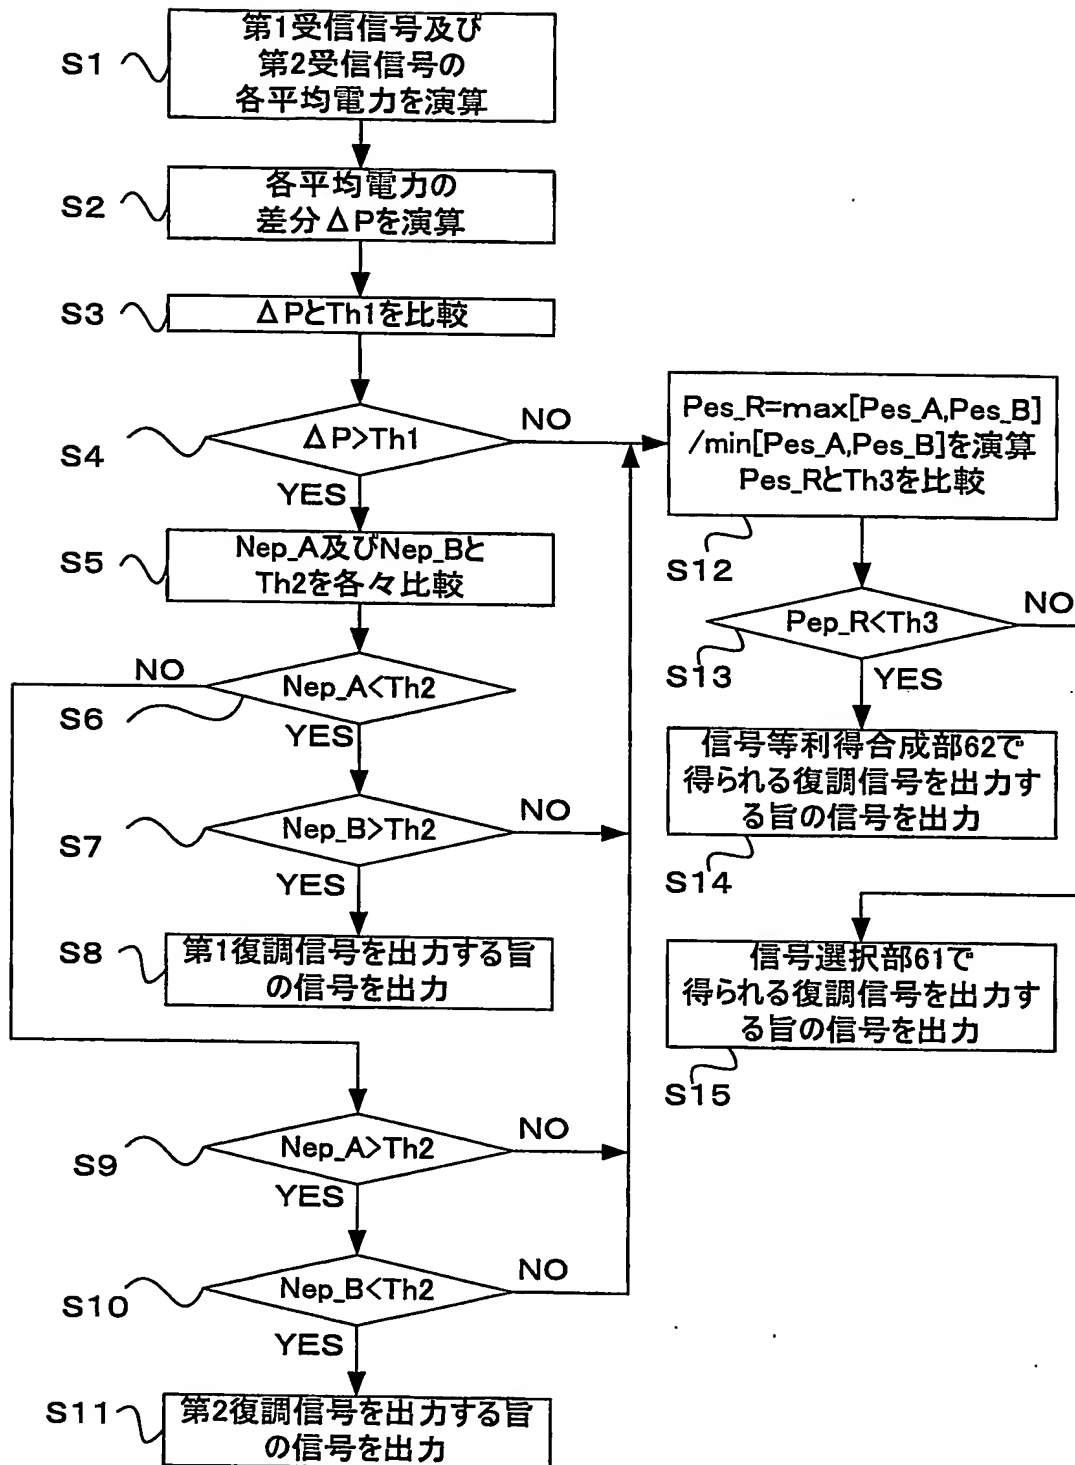 S1
第1受信信号及び
第2受信信号の
各平均電力を演算
S2
各平均電力の
差分ΔPを演算
S3
ΔPとTh1を比較
S4
ΔP>Th1
NO
YES
S5
Nep_A及びNep_Bと
Th2を各々比較
NO
S6
Nep_A<Th2
YES
S7
Nep_B>Th2
NO
YES
S8
第1復調信号を出力する旨
の信号を出力
S9
Nep_A>Th2
NO
YES
S10
Nep_B<Th2
NO
YES
S11
第2復調信号を出力する旨
の信号を出力
Pes_R=max[Pes_A,Pes_B]
/min[Pes_A,Pes_B]を演算
Pes_RとTh3を比較
S12
Pep_R<Th3
NO
S13
YES
信号等利得合成部62で
得られる復調信号を出力す
る旨の信号を出力
S14
信号選択部61で
得られる復調信号を出力す
る旨の信号を出力
S15